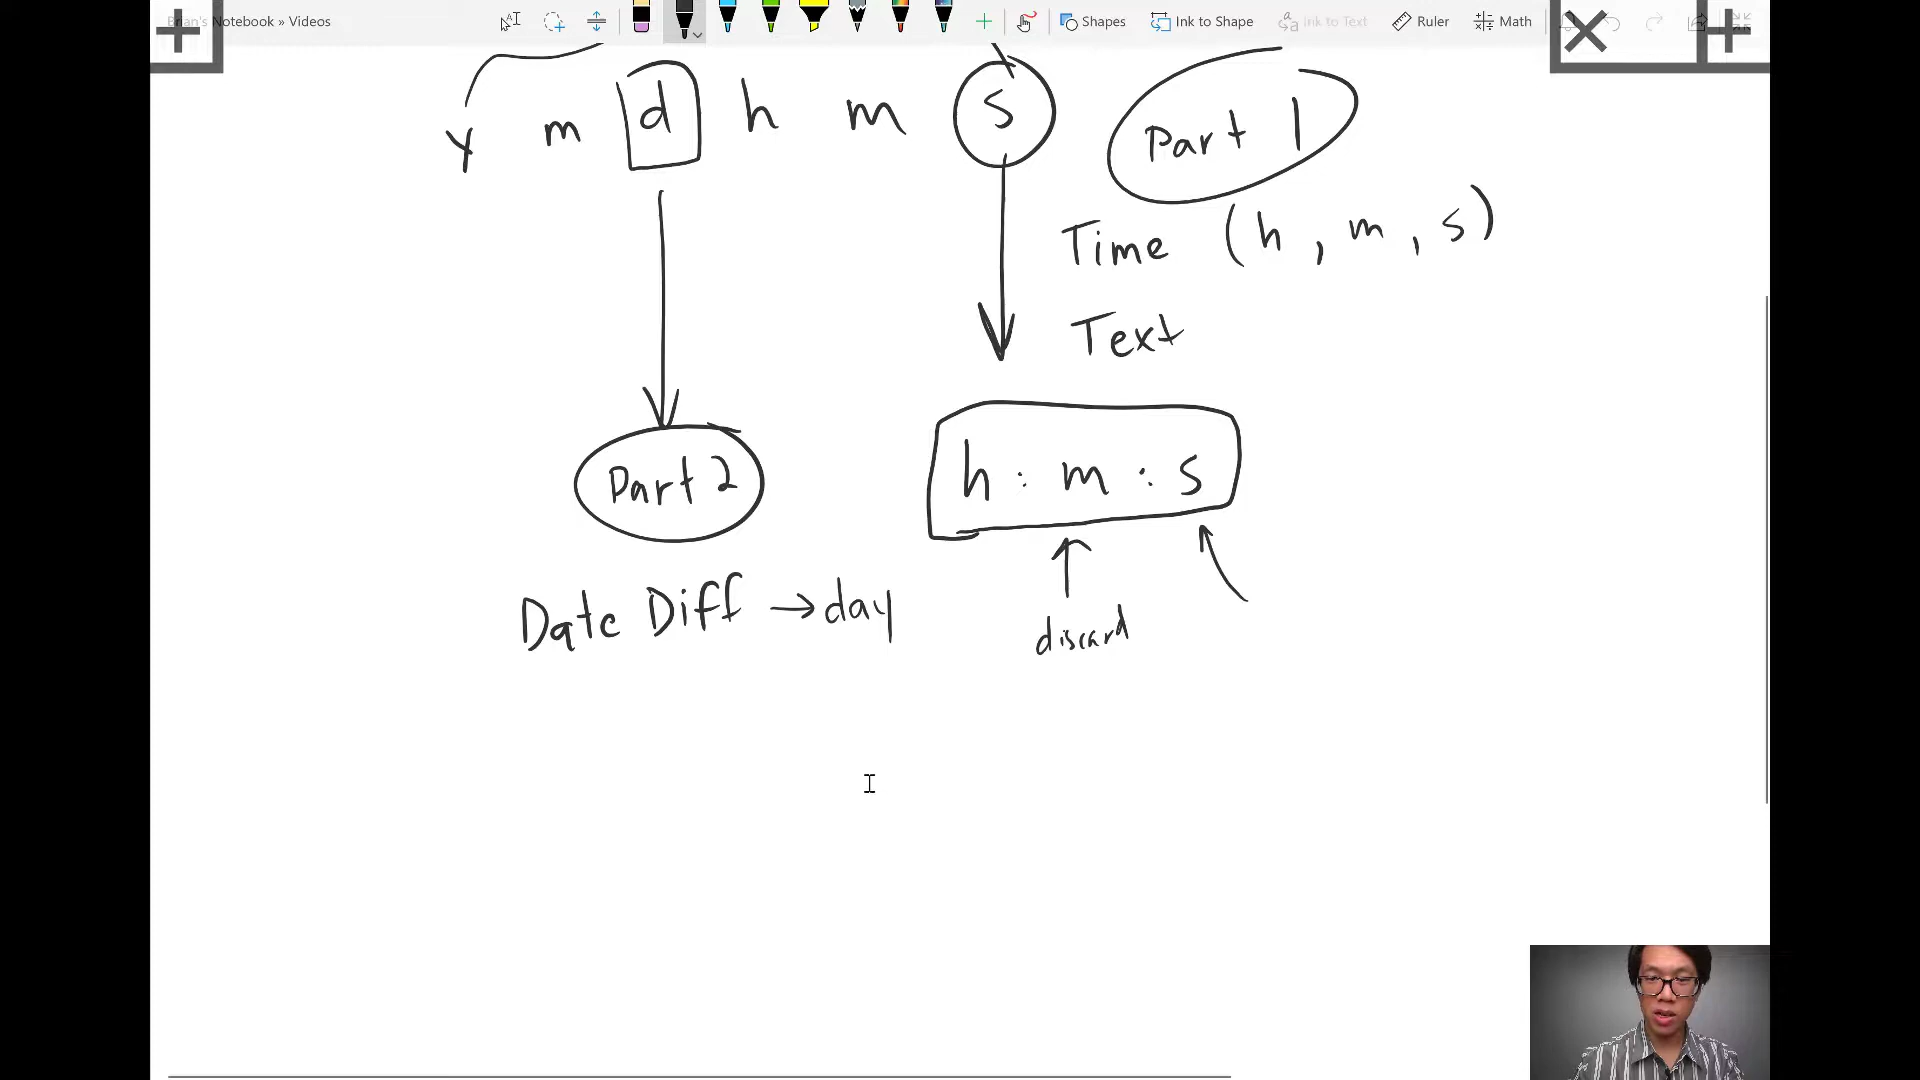 Brian's Notebook » Videos
Shapes
Ink to Shape
Ink to Text
Ruler
Math
y m d h m s
Part 1
Time (h, m, s)
Text
Part 2
h : m : s
Date Diff → day
discard